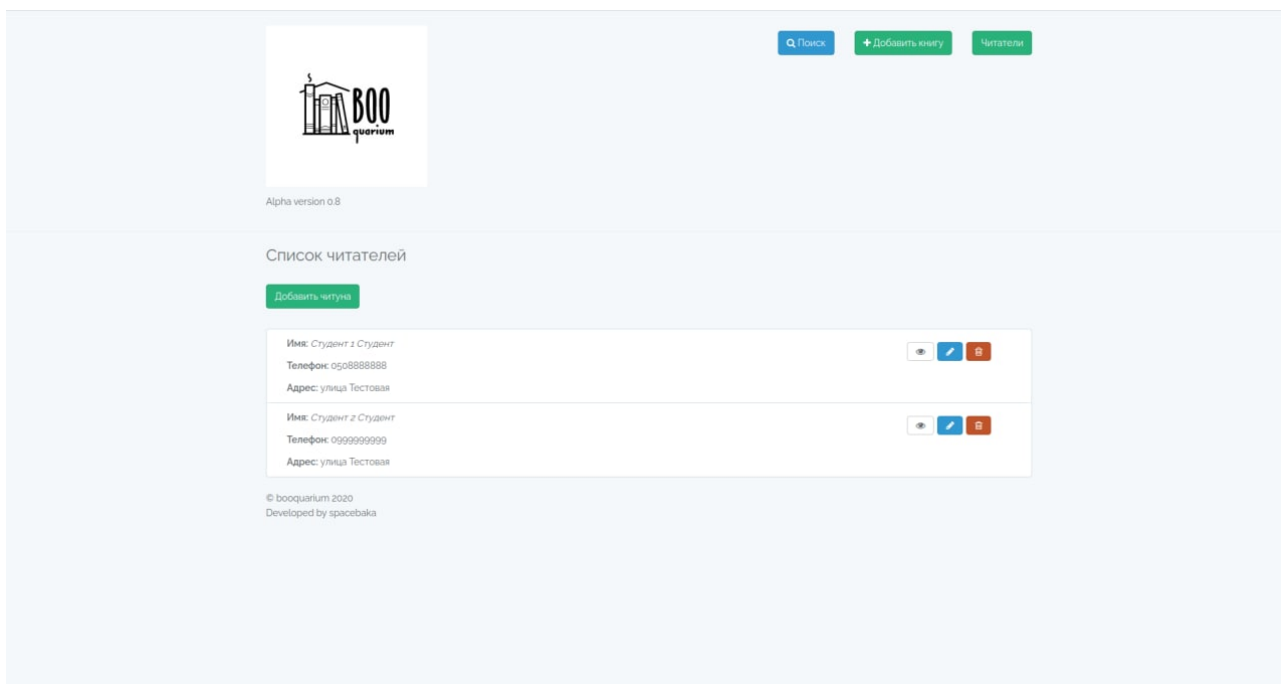 Поиск
Добавить книгу
Читатели
BOO
quarium
Alpha version 0.8
Список читателей
Добавить читуна
Имя: Студент 1 Студент
Телефон: 0508888888
Адрес: улица Тестовая
Имя: Студент 2 Студент
Телефон: 0999999999
Адрес: улица Тестовая
© booquarium 2020
Developed by spacebaka